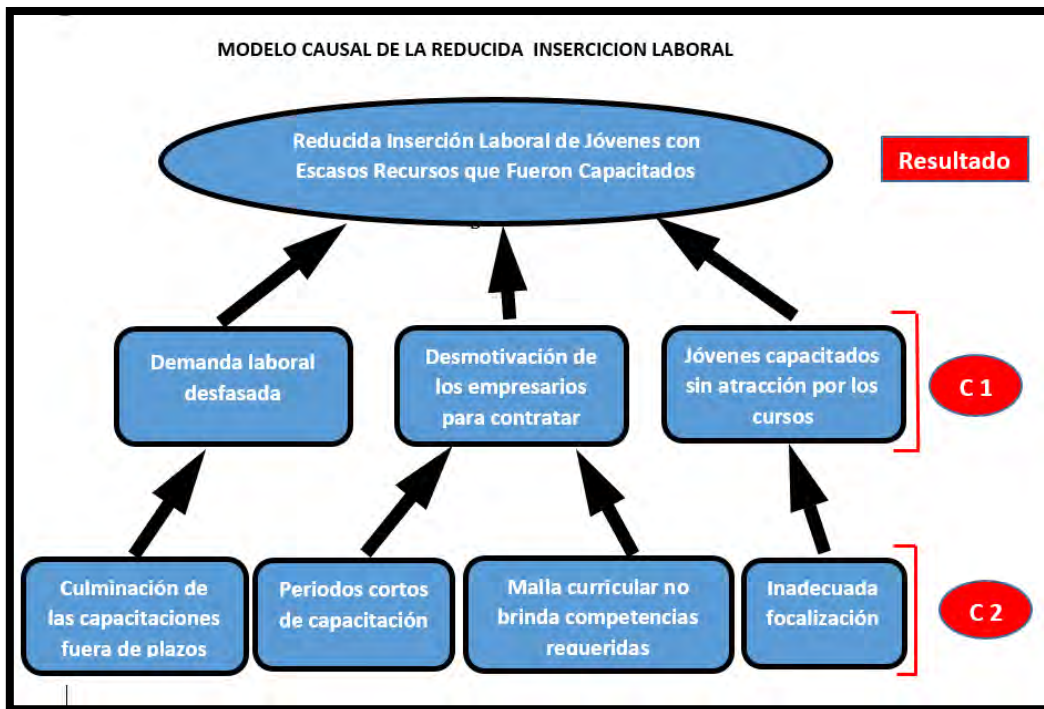 MODELO CAUSAL DE LA REDUCIDA INSERCICION LABORAL
Reducida Inserción Laboral de Jóvenes con
Escasos Recursos que Fueron Capacitados
Resultado
Demanda laboral
desfasada
Desmotivación de
los empresarios
para contratar
Jóvenes capacitados
sin atracción por los
cursos
C 1
Culminación de
las capacitaciones
fuera de plazos
Periodos cortos
de capacitación
Malla curricular no
brinda competencias
requeridas
Inadecuada
focalización
C 2